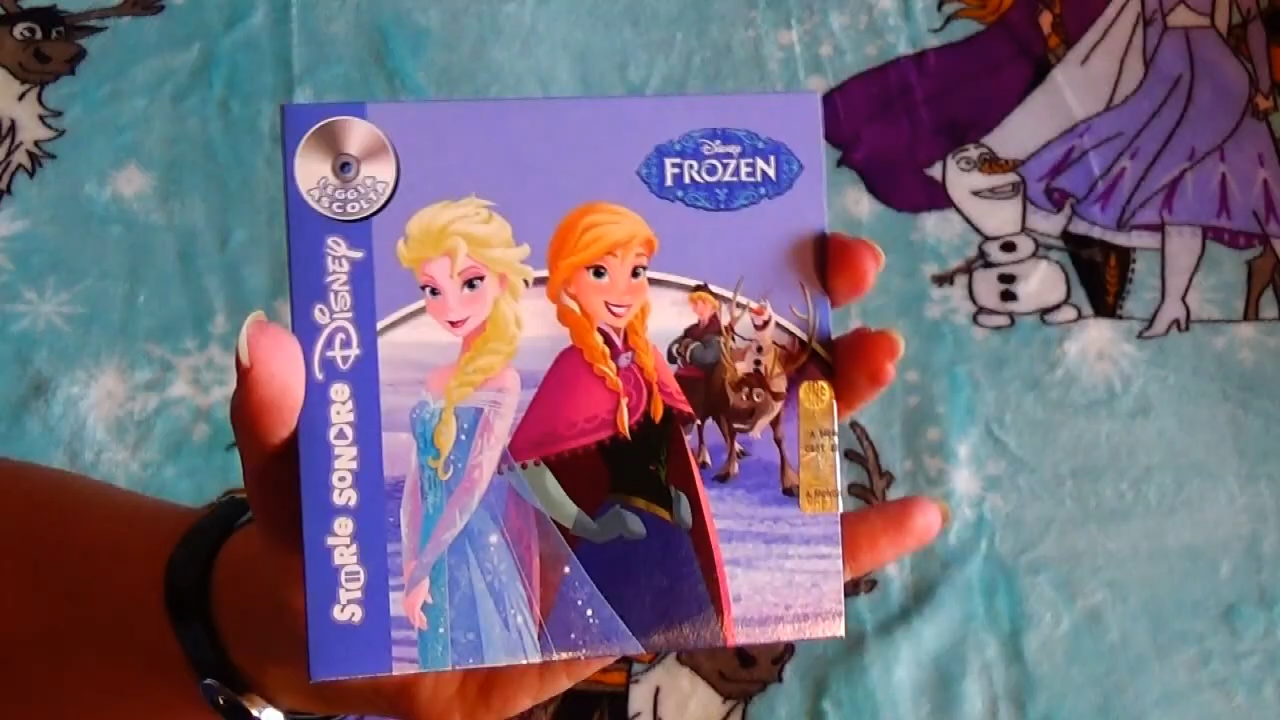 LEGGI &
ASCOLTA
STORIE SONORE DISNEY
Disney
FROZEN